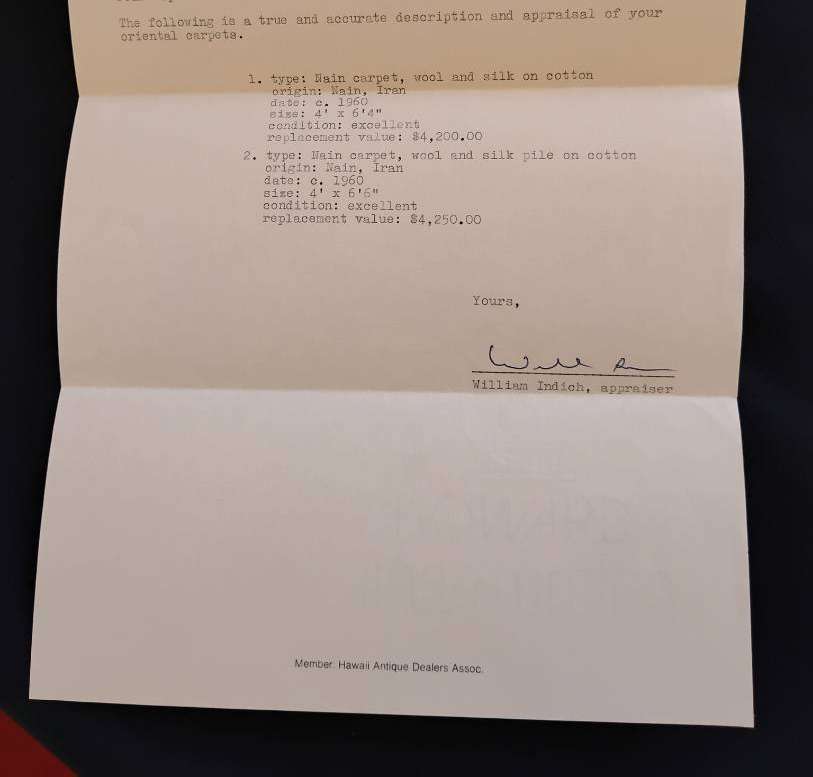 The following is a true and accurate description and appraisal of your
oriental carpets.
1. type: Nain carpet, wool and silk on cotton
origin: Nain, Iran
date: c. 1960
size: 4' x 6'4"
condition: excellent
replacement value: $4,200.00
2. type: Nain carpet, wool and silk pile on cotton
origin: Nain, Iran
date: c. 1960
size: 4' x 6'6"
condition: excellent
replacement value: $4,250.00
Yours,
William Indich, appraiser
Member: Hawaii Antique Dealers Assoc.